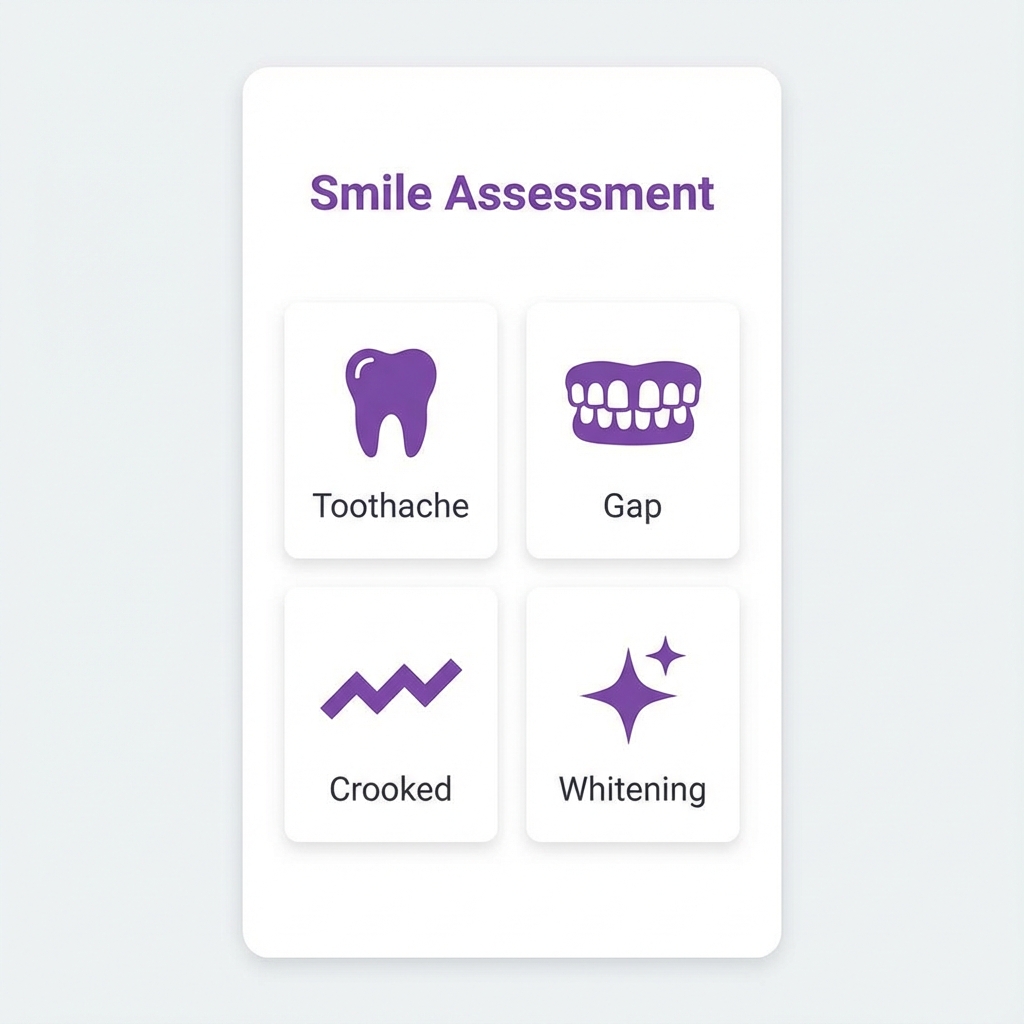 Smile Assessment
Toothache
Gap
Crooked
Whitening